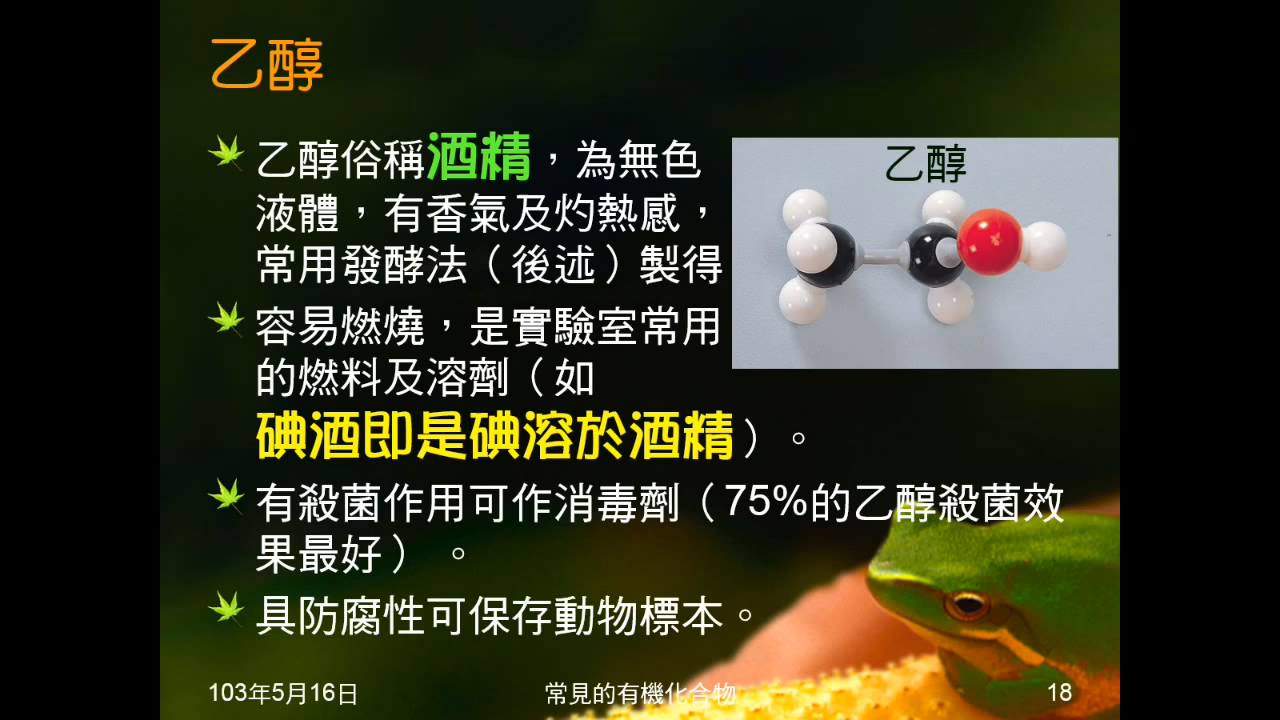 乙醇
乙醇俗稱酒精，為無色
液體，有香氣及灼熱感，
常用發酵法（後述）製得
乙醇
容易燃燒，是實驗室常用
的燃料及溶劑（如
碘酒即是碘溶於酒精）。
有殺菌作用可作消毒劑（75%的乙醇殺菌效
果最好） 。
具防腐性可保存動物標本。
103年5月16日
常見的有機化合物
18